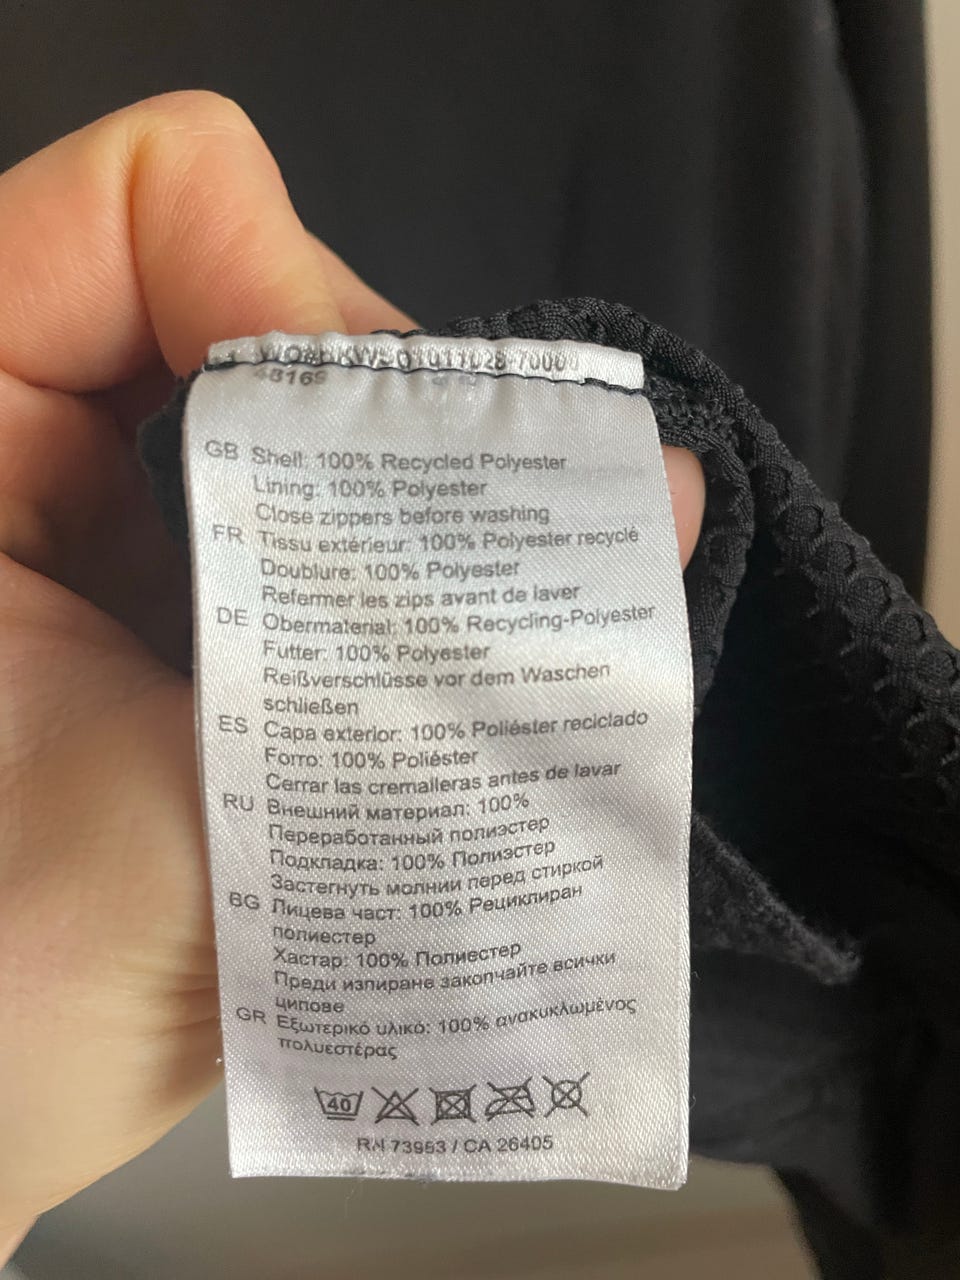 48169
GB Shell: 100% Recycled Polyester
Lining: 100% Polyester
Close zippers before washing
FR Tissu extérieur: 100% Polyester recyclé
Doublure: 100% Polyester
Refermer les zips avant de laver
DE Obermaterial: 100% Recycling-Polyester
Futter: 100% Polyester
Reißverschlüsse vor dem Waschen
schließen
ES Capa exterior: 100% Poliéster reciclado
Forro: 100% Poliéster
Cerrar las cremalleras antes de lavar
RU Внешний материал: 100%
Переработанный полиэстер
Подкладка: 100% Полиэстер
Застегнуть молнии перед стиркой
BG Лицева част: 100% Рециклиран
полиестер
Хастар: 100% Полиестер
Преди изпиране закопчайте всички
ципове
GR Εξωτερικό υλικό: 100% ανακυκλωμένος
πολυεστέρας
40
RN 73953 / CA 26405